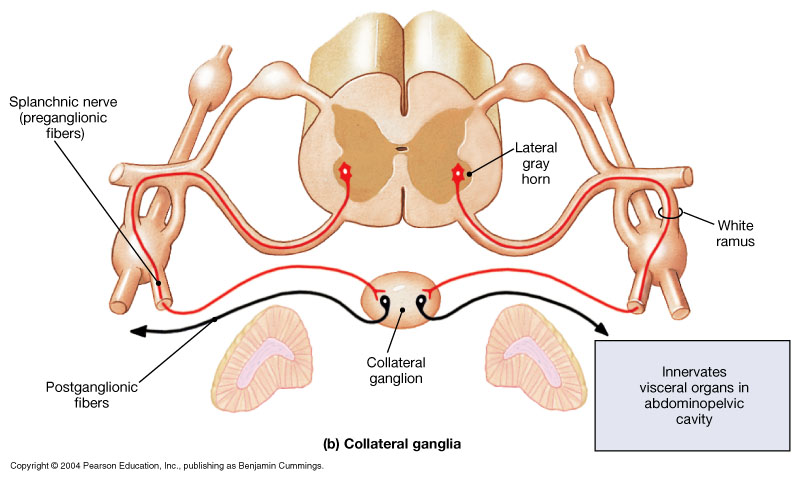 Splanchnic nerve
(preganglionic
fibers)
Lateral
gray
horn
White
ramus
Collateral
ganglion
Postganglionic
fibers
Innervates
visceral organs in
abdominopelvic
cavity
(b) Collateral ganglia
Copyright © 2004 Pearson Education, Inc., publishing as Benjamin Cummings.